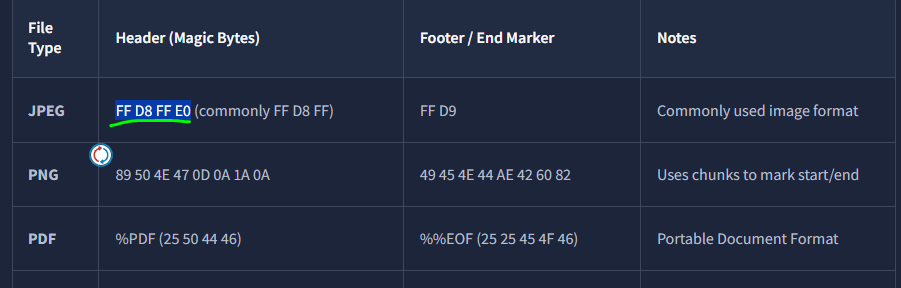 File
Type
Header (Magic Bytes)
Footer / End Marker
Notes
JPEG
FF D8 FF E0 (commonly FF D8 FF)
FF D9
Commonly used image format
PNG
89 50 4E 47 0D 0A 1A 0A
49 45 4E 44 AE 42 60 82
Uses chunks to mark start/end
PDF
%PDF (25 50 44 46)
%%EOF (25 25 45 4F 46)
Portable Document Format